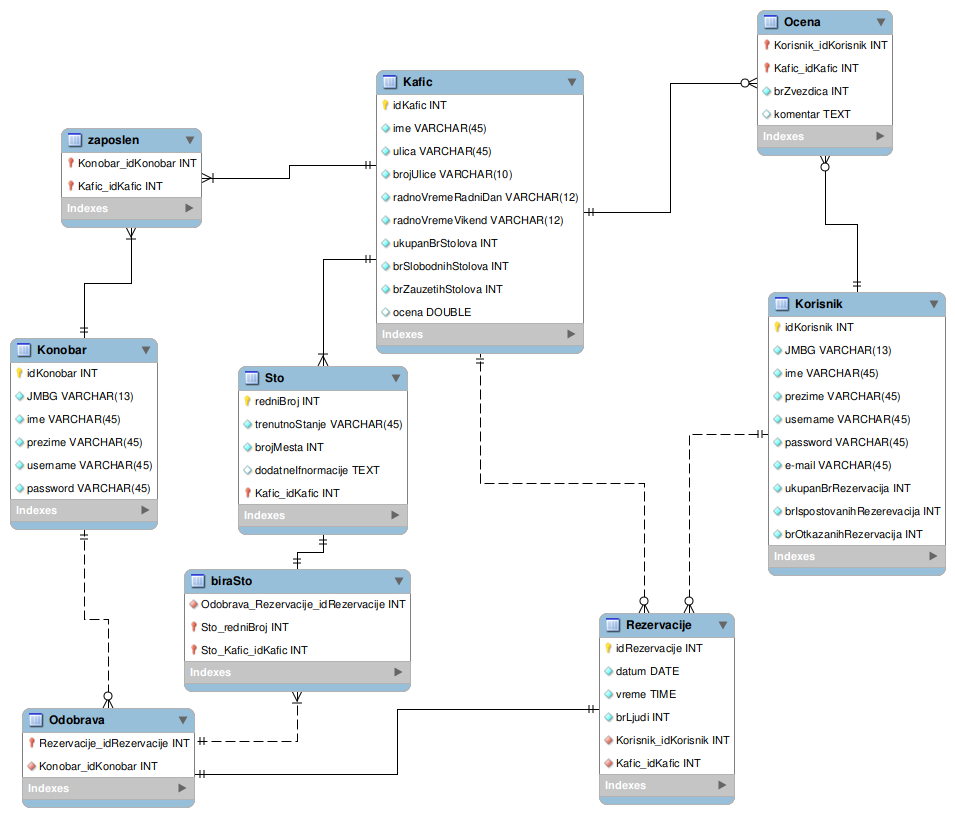 Ocena
Korisnik_idKorisnik INT
Kafic_idKafic INT
brZvezdica INT
komentar TEXT
Indexes
Kafic
idKafic INT
ime VARCHAR(45)
ulica VARCHAR(45)
brojUlice VARCHAR(10)
radnoVremeRadniDan VARCHAR(12)
radnoVremeVikend VARCHAR(12)
ukupanBrStolova INT
brSlobodnihStolova INT
brZauzetihStolova INT
ocena DOUBLE
Indexes
zaposlen
Konobar_idKonobar INT
Kafic_idKafic INT
Indexes
Korisnik
idKorisnik INT
JMBG VARCHAR(13)
ime VARCHAR(45)
prezime VARCHAR(45)
username VARCHAR(45)
password VARCHAR(45)
e-mail VARCHAR(45)
ukupanBrRezervacija INT
brIspostovanihRezerevacija INT
brOtkazanihRezervacija INT
Indexes
Konobar
idKonobar INT
JMBG VARCHAR(13)
ime VARCHAR(45)
prezime VARCHAR(45)
username VARCHAR(45)
password VARCHAR(45)
Indexes
Sto
redniBroj INT
trenutnoStanje VARCHAR(45)
brojMesta INT
dodatneIfnormacije TEXT
Kafic_idKafic INT
Indexes
biraSto
Odobrava_Rezervacije_idRezervacije INT
Sto_redniBroj INT
Sto_Kafic_idKafic INT
Indexes
Rezervacije
idRezervacije INT
datum DATE
vreme TIME
brLjudi INT
Korisnik_idKorisnik INT
Kafic_idKafic INT
Indexes
Odobrava
Rezervacije_idRezervacije INT
Konobar_idKonobar INT
Indexes